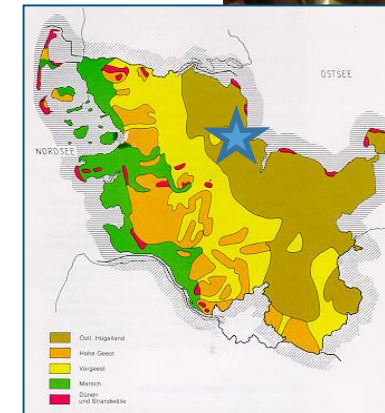 OSTSEE
NORDSEE
Östl. Hügelland
Hohe Geest
Vorgeest
Marsch
Dünen
und Strandwälle